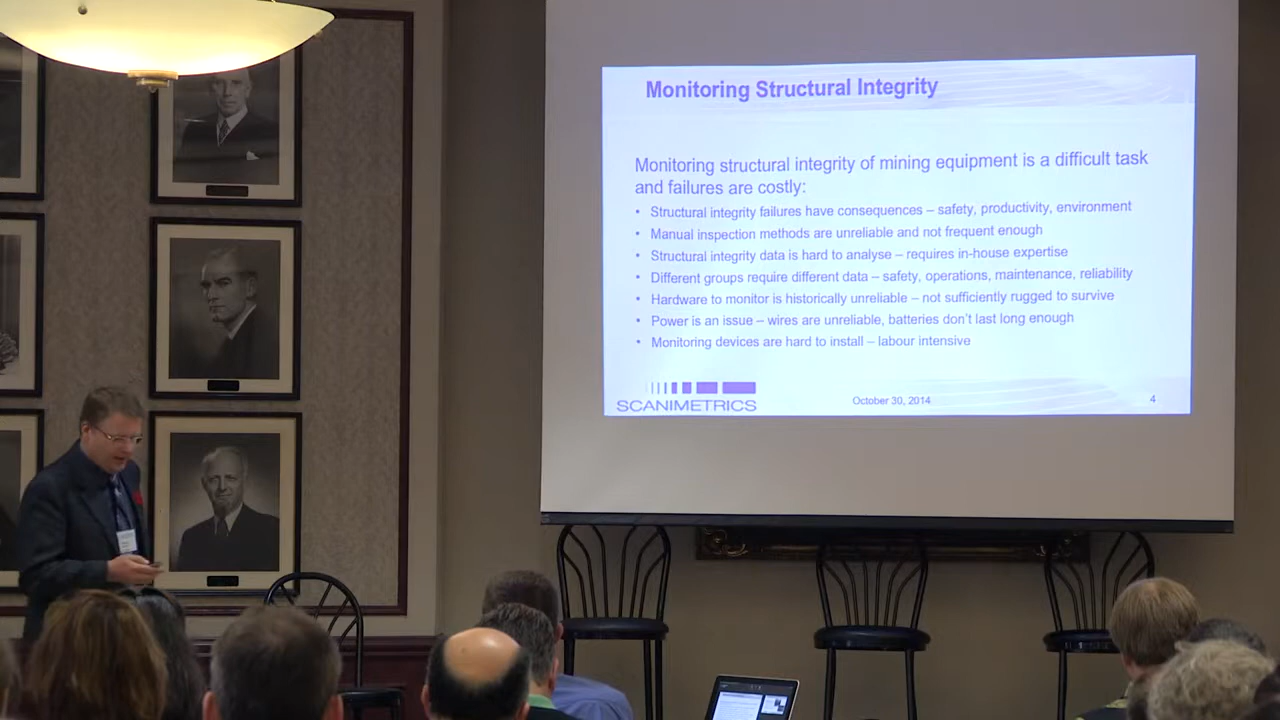 Monitoring Structural Integrity
Monitoring structural integrity of mining equipment is a difficult task
and failures are costly:
• Structural integrity failures have consequences – safety, productivity, environment
• Manual inspection methods are unreliable and not frequent enough
• Structural integrity data is hard to analyse – requires in-house expertise
• Different groups require different data – safety, operations, maintenance, reliability
• Hardware to monitor is historically unreliable – not sufficiently rugged to survive
• Power is an issue – wires are unreliable, batteries don't last long enough
• Monitoring devices are hard to install – labour intensive
SCANIMETRICS
October 30, 2014
4